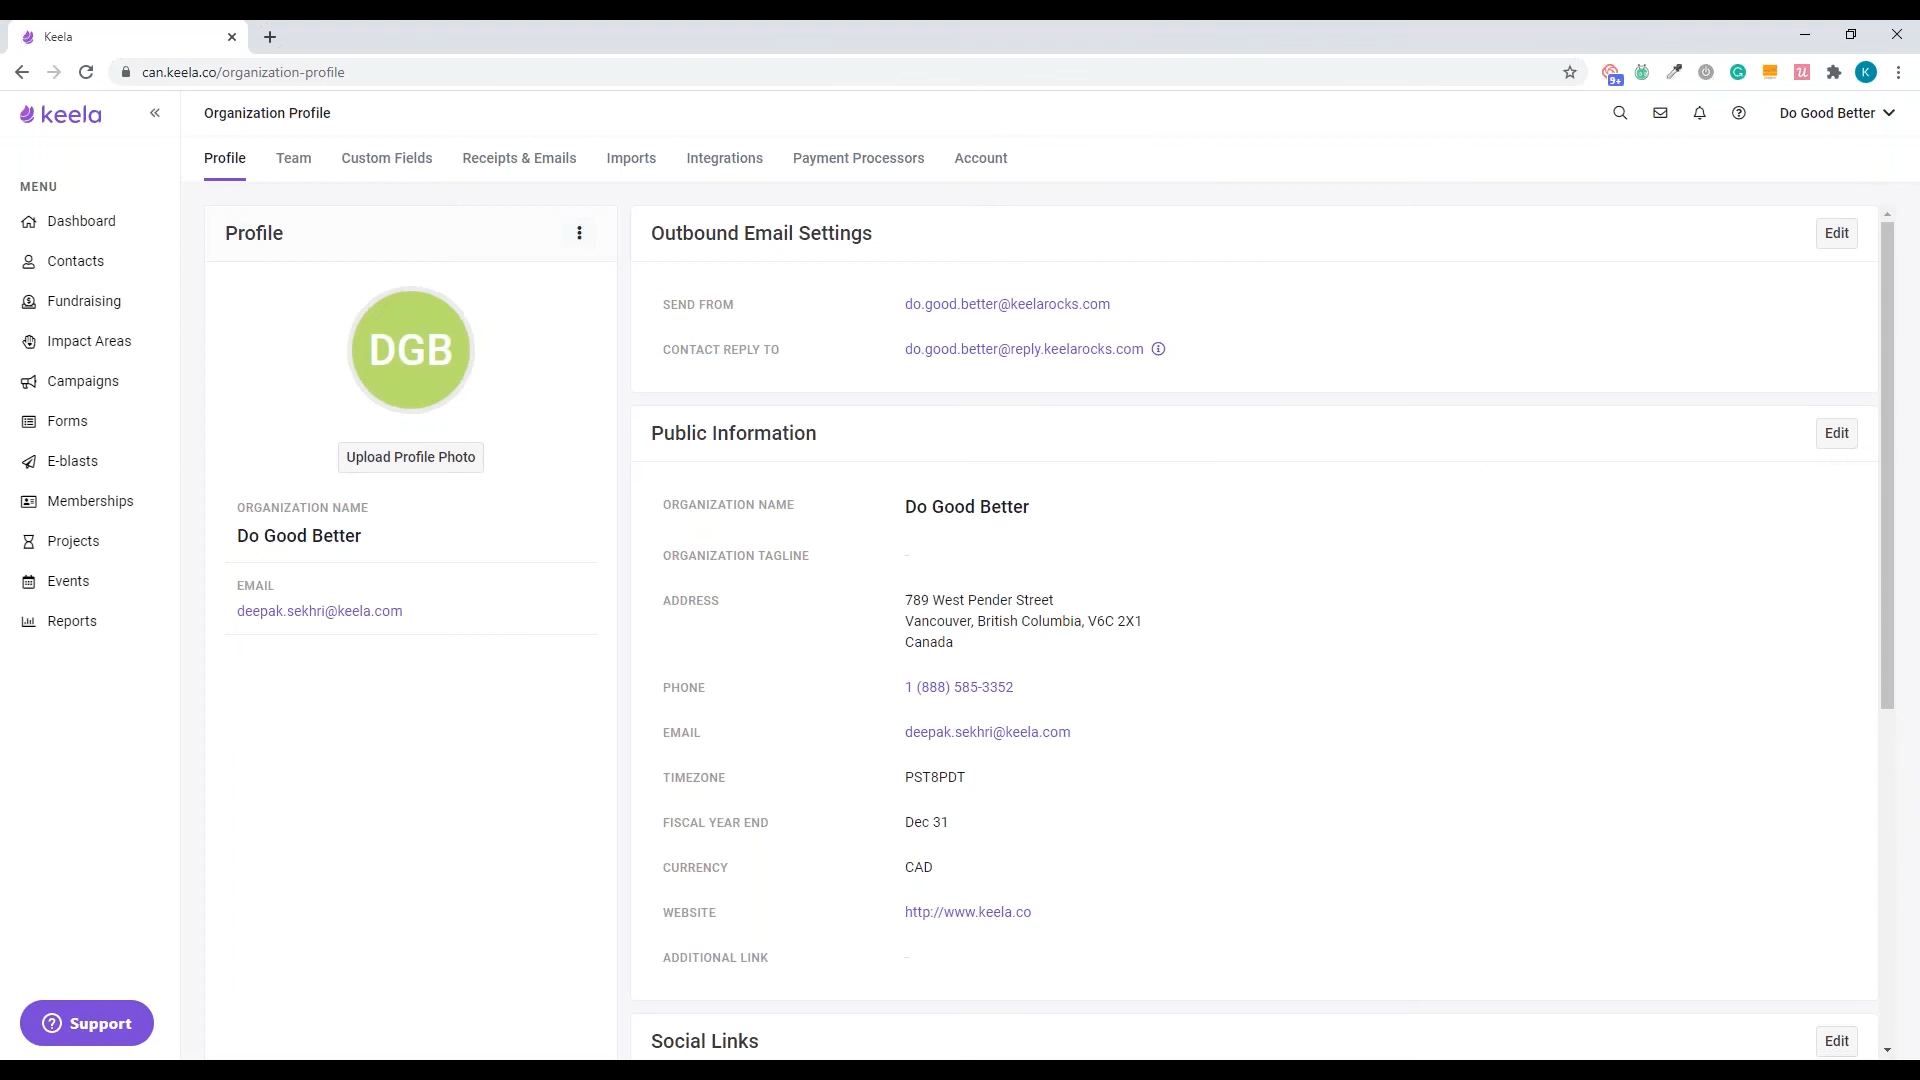 Keela
can.keela.co/organization-profile
9+
K
keela
Organization Profile
Do Good Better
Profile
Team
Custom Fields
Receipts & Emails
Imports
Integrations
Payment Processors
Account
MENU
Dashboard
Contacts
Fundraising
Impact Areas
Campaigns
Forms
E-blasts
Memberships
Projects
Events
Reports
Support
Profile
DGB
Upload Profile Photo
ORGANIZATION NAME
Do Good Better
EMAIL
deepak.sekhri@keela.com
Outbound Email Settings
Edit
SEND FROM
do.good.better@keelarocks.com
CONTACT REPLY TO
do.good.better@reply.keelarocks.com
Public Information
Edit
ORGANIZATION NAME
Do Good Better
ORGANIZATION TAGLINE
-
ADDRESS
789 West Pender Street
Vancouver, British Columbia, V6C 2X1
Canada
PHONE
1 (888) 585-3352
EMAIL
deepak.sekhri@keela.com
TIMEZONE
PST8PDT
FISCAL YEAR END
Dec 31
CURRENCY
CAD
WEBSITE
http://www.keela.co
ADDITIONAL LINK
-
Social Links
Edit